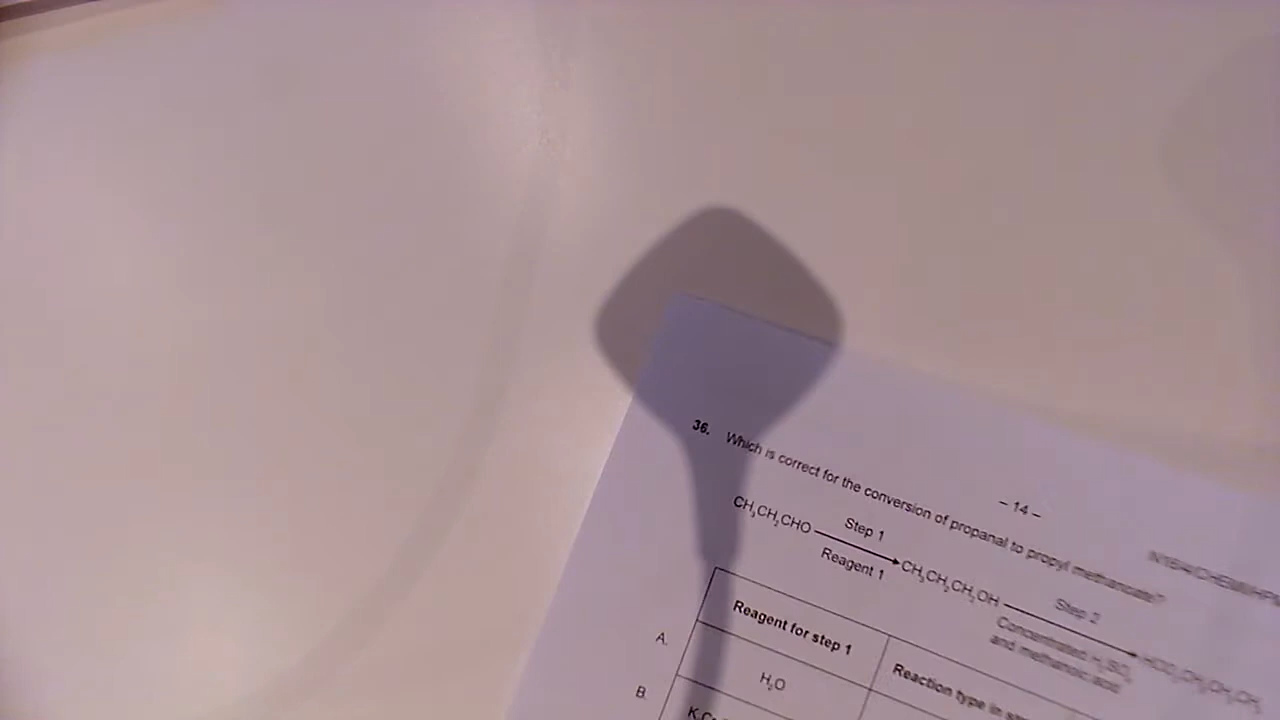 – 14 –
36. Which is correct for the conversion of propanal to propyl methanoate?
CH₃CH₂CHO
Step 1
Reagent 1
CH₃CH₂CH₂OH
Step 2
Concentrated H₂SO₄
and methanoic acid
Reagent for step 1
Reaction type in
A.
H₂O
B.